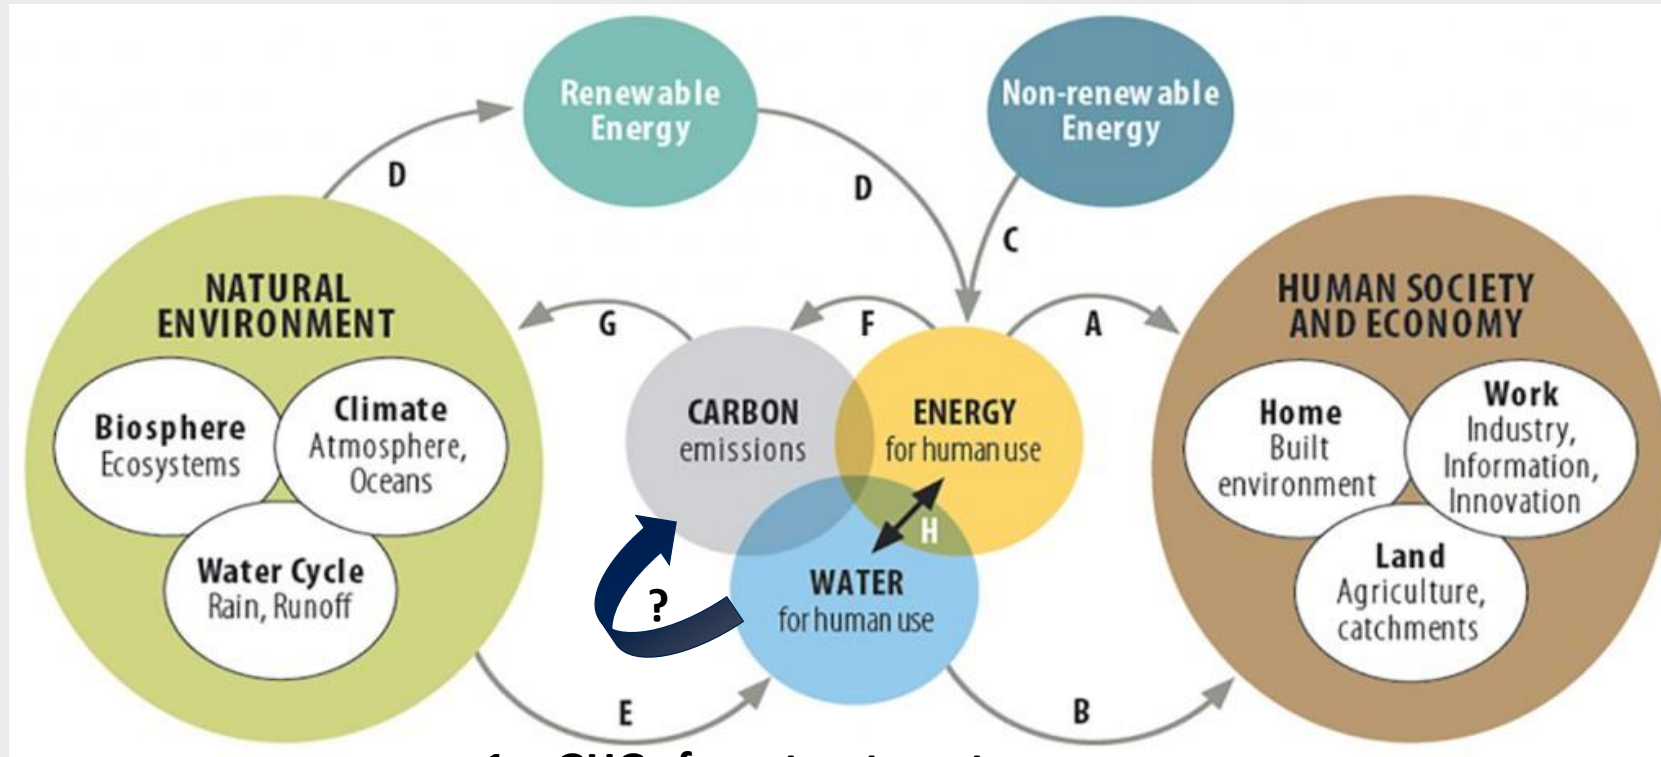 Renewable
Energy
Non-renewable
Energy
D
D
C
NATURAL
ENVIRONMENT
G
F
A
HUMAN SOCIETY
AND ECONOMY
Biosphere
Ecosystems
Climate
Atmosphere,
Oceans
Water Cycle
Rain, Runoff
CARBON
emissions
ENERGY
for human use
H
WATER
for human use
?
Home
Built
environment
Work
Industry,
Information,
Innovation
Land
Agriculture,
catchments
E
B